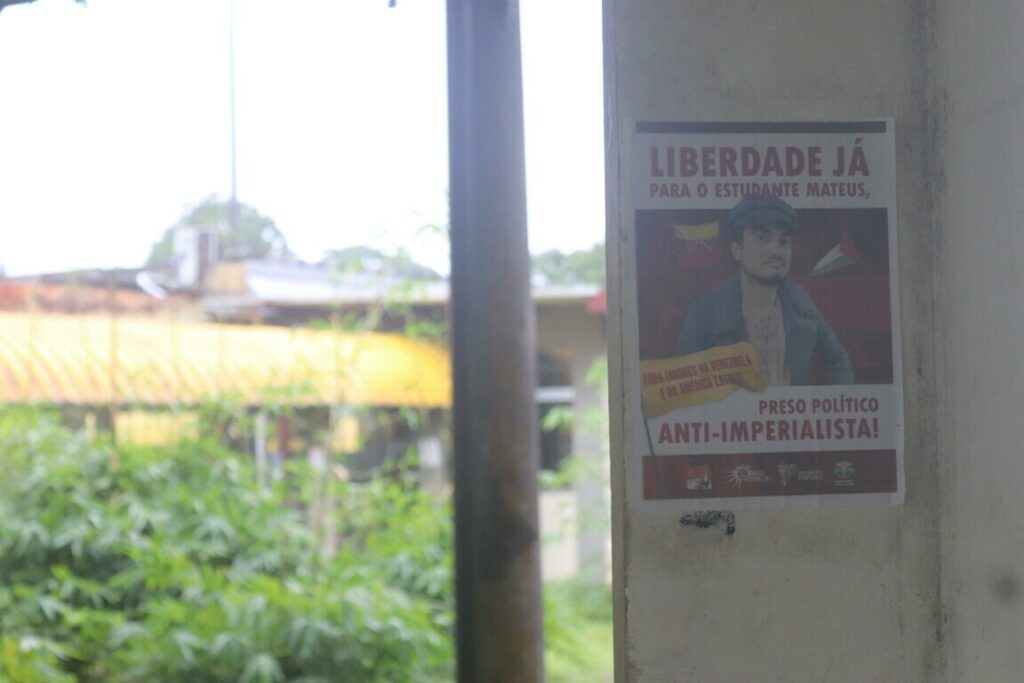 LIBERDADE JÁ
PARA O ESTUDANTE MATEUS,
FORA IANQUES DA VENEZUELA
E DA AMÉRICA LATINA!
PRESO POLÍTICO
ANTI-IMPERIALISTA!